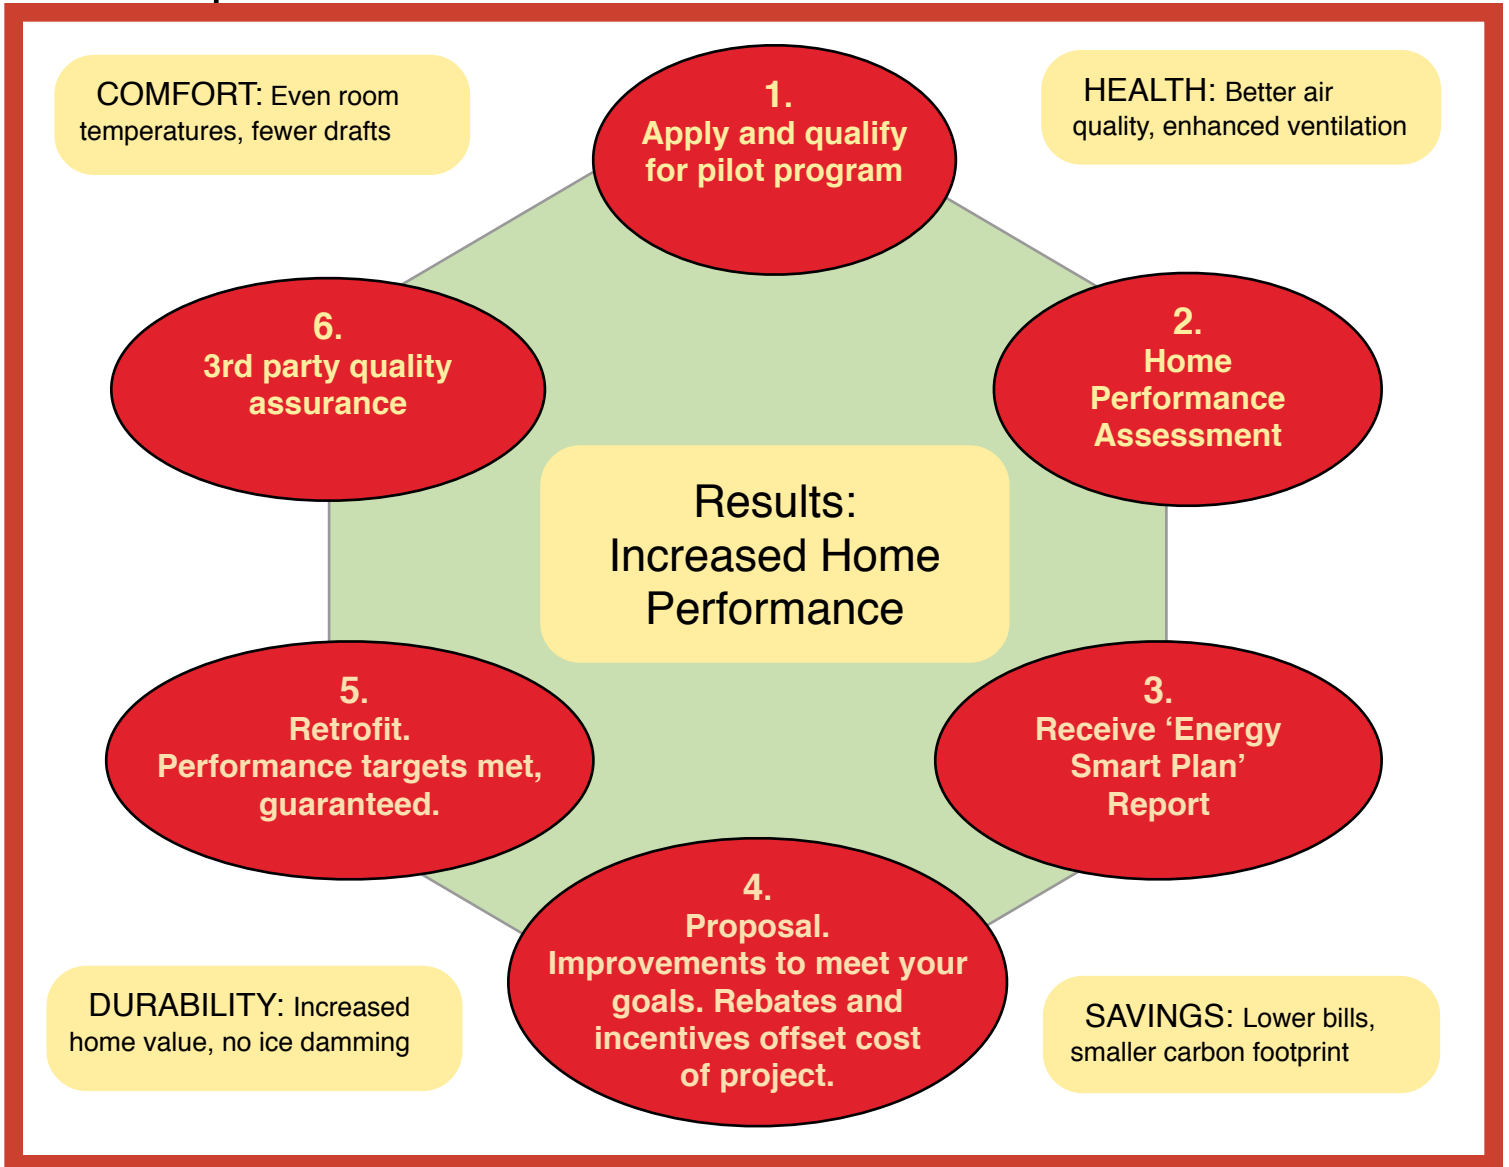 COMFORT: Even room
temperatures, fewer drafts
1.
Apply and qualify
for pilot program
HEALTH: Better air
quality, enhanced ventilation
2.
Home
Performance
Assessment
6.
3rd party quality
assurance
Results:
Increased Home
Performance
3.
Receive ‘Energy
Smart Plan’
Report
5.
Retrofit.
Performance targets met,
guaranteed.
4.
Proposal.
Improvements to meet your
goals. Rebates and
incentives offset cost
of project.
DURABILITY: Increased
home value, no ice damming
SAVINGS: Lower bills,
smaller carbon footprint